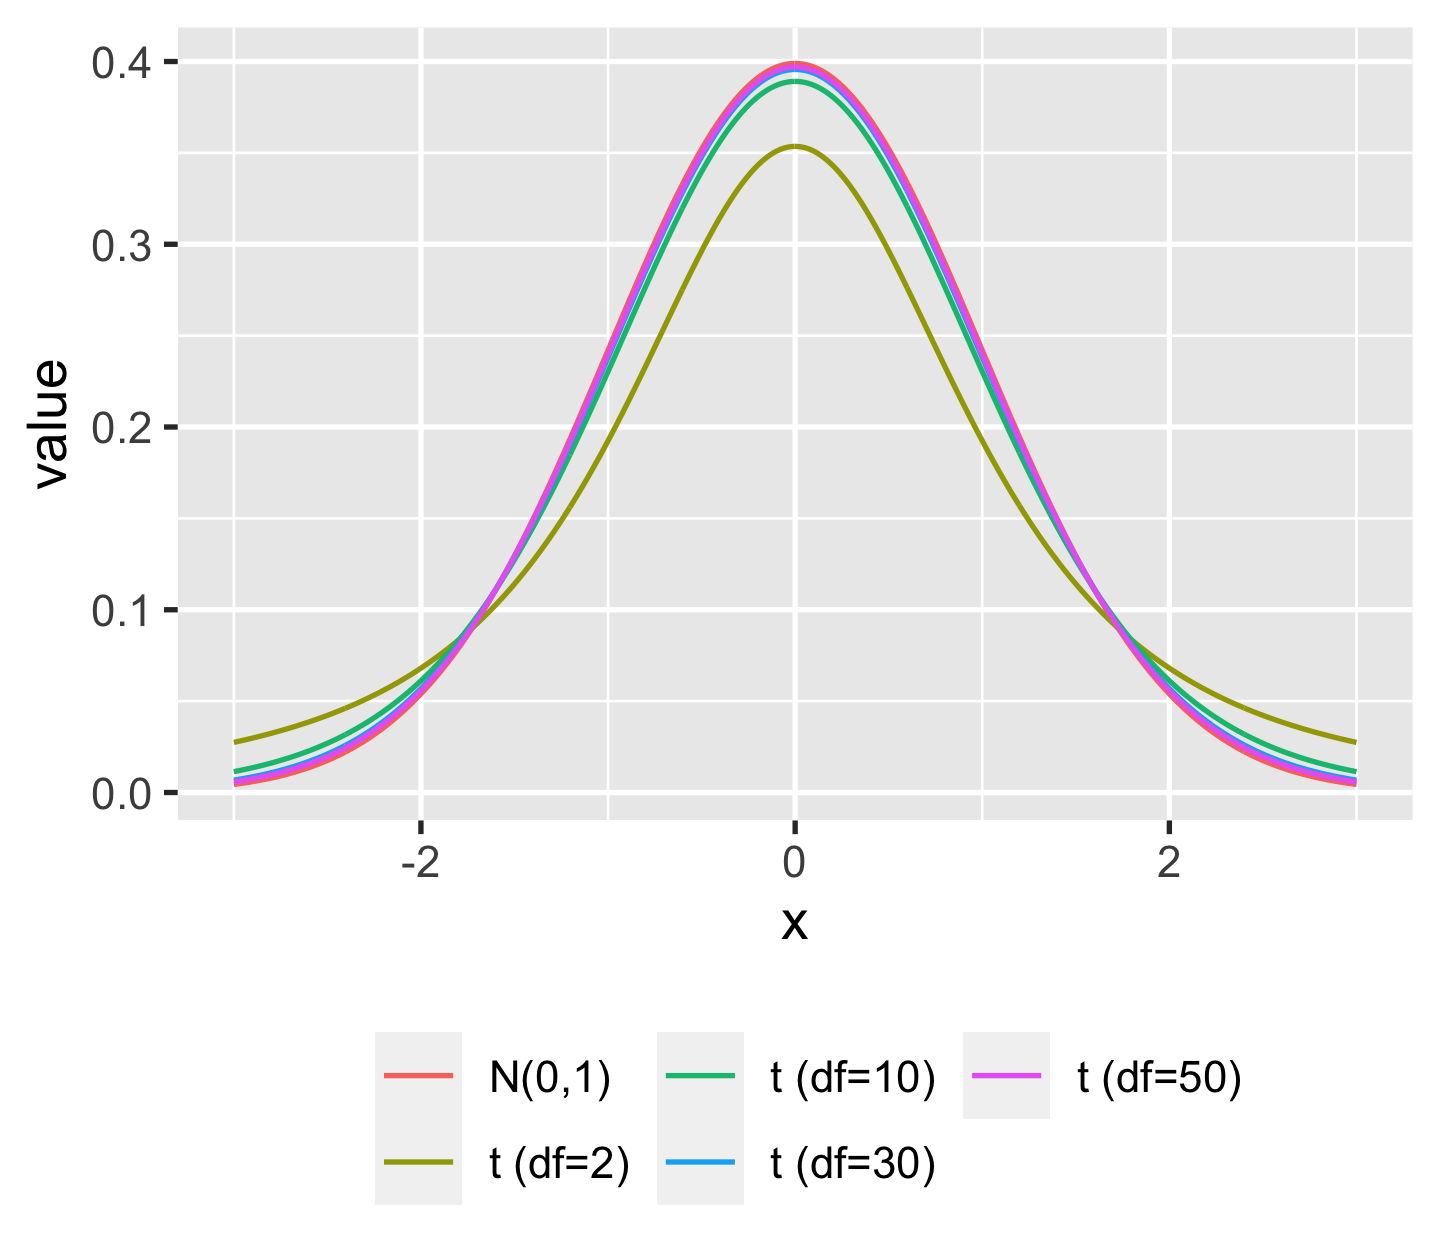 0.4
0.3
0.2
0.1
0.0
value
-2 0 2
x
N(0,1) t (df=10) t (df=50)
t (df=2) t (df=30)